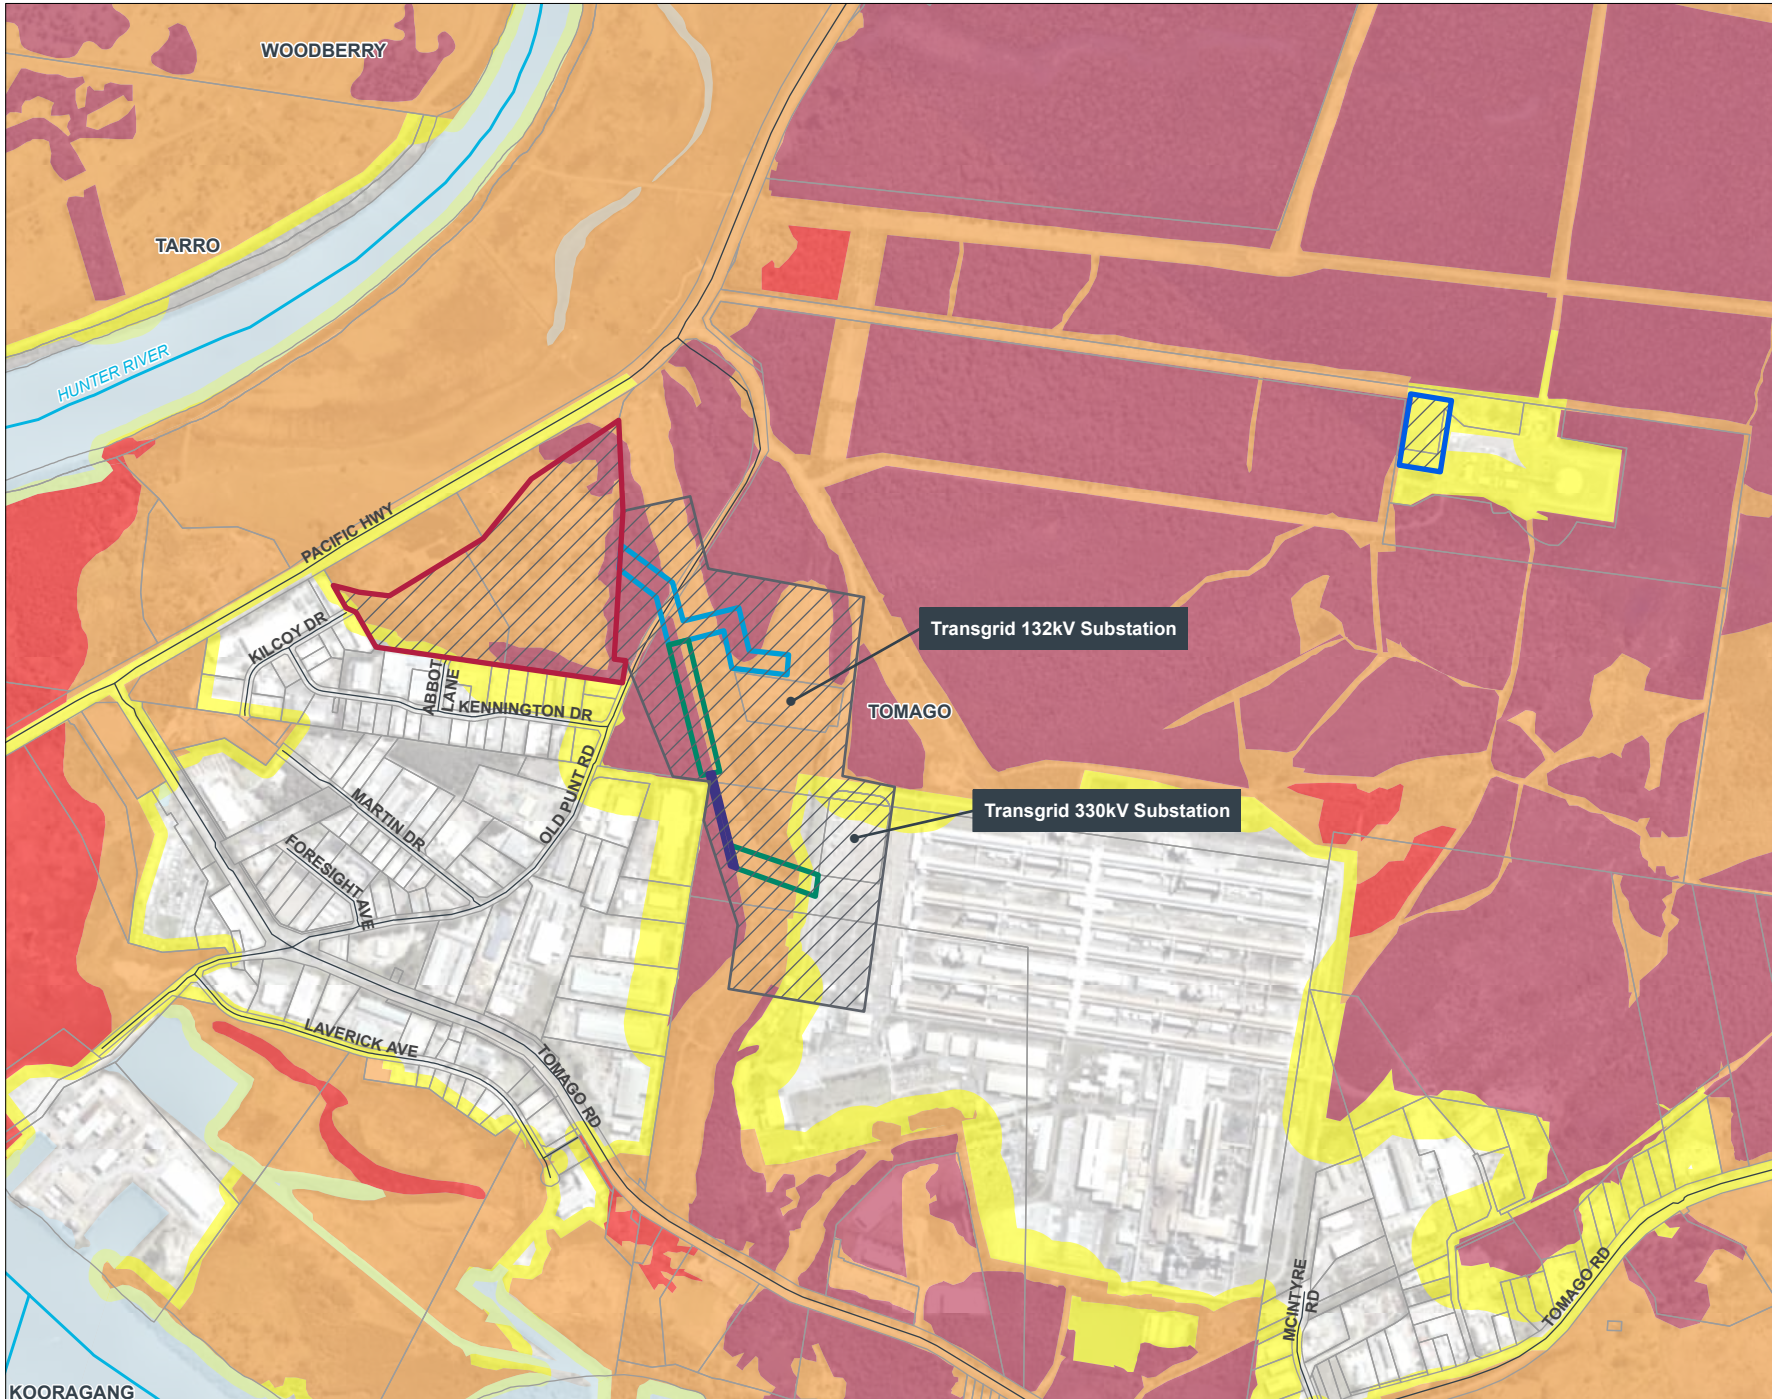 WOODBERRY
TARRO
HUNTER RIVER
PACIFIC HWY
KILCOY DR
ABBOT
LANE
KENNINGTON DR
Transgrid 132kV Substation
TOMAGO
OLD PUNT RD
MARTIN DR
Transgrid 330kV Substation
FORESIGHT
AVE
LAVERICK AVE
TOMAGO RD
MCINTYRE
RD
TOMAGO RD
KOORAGANG